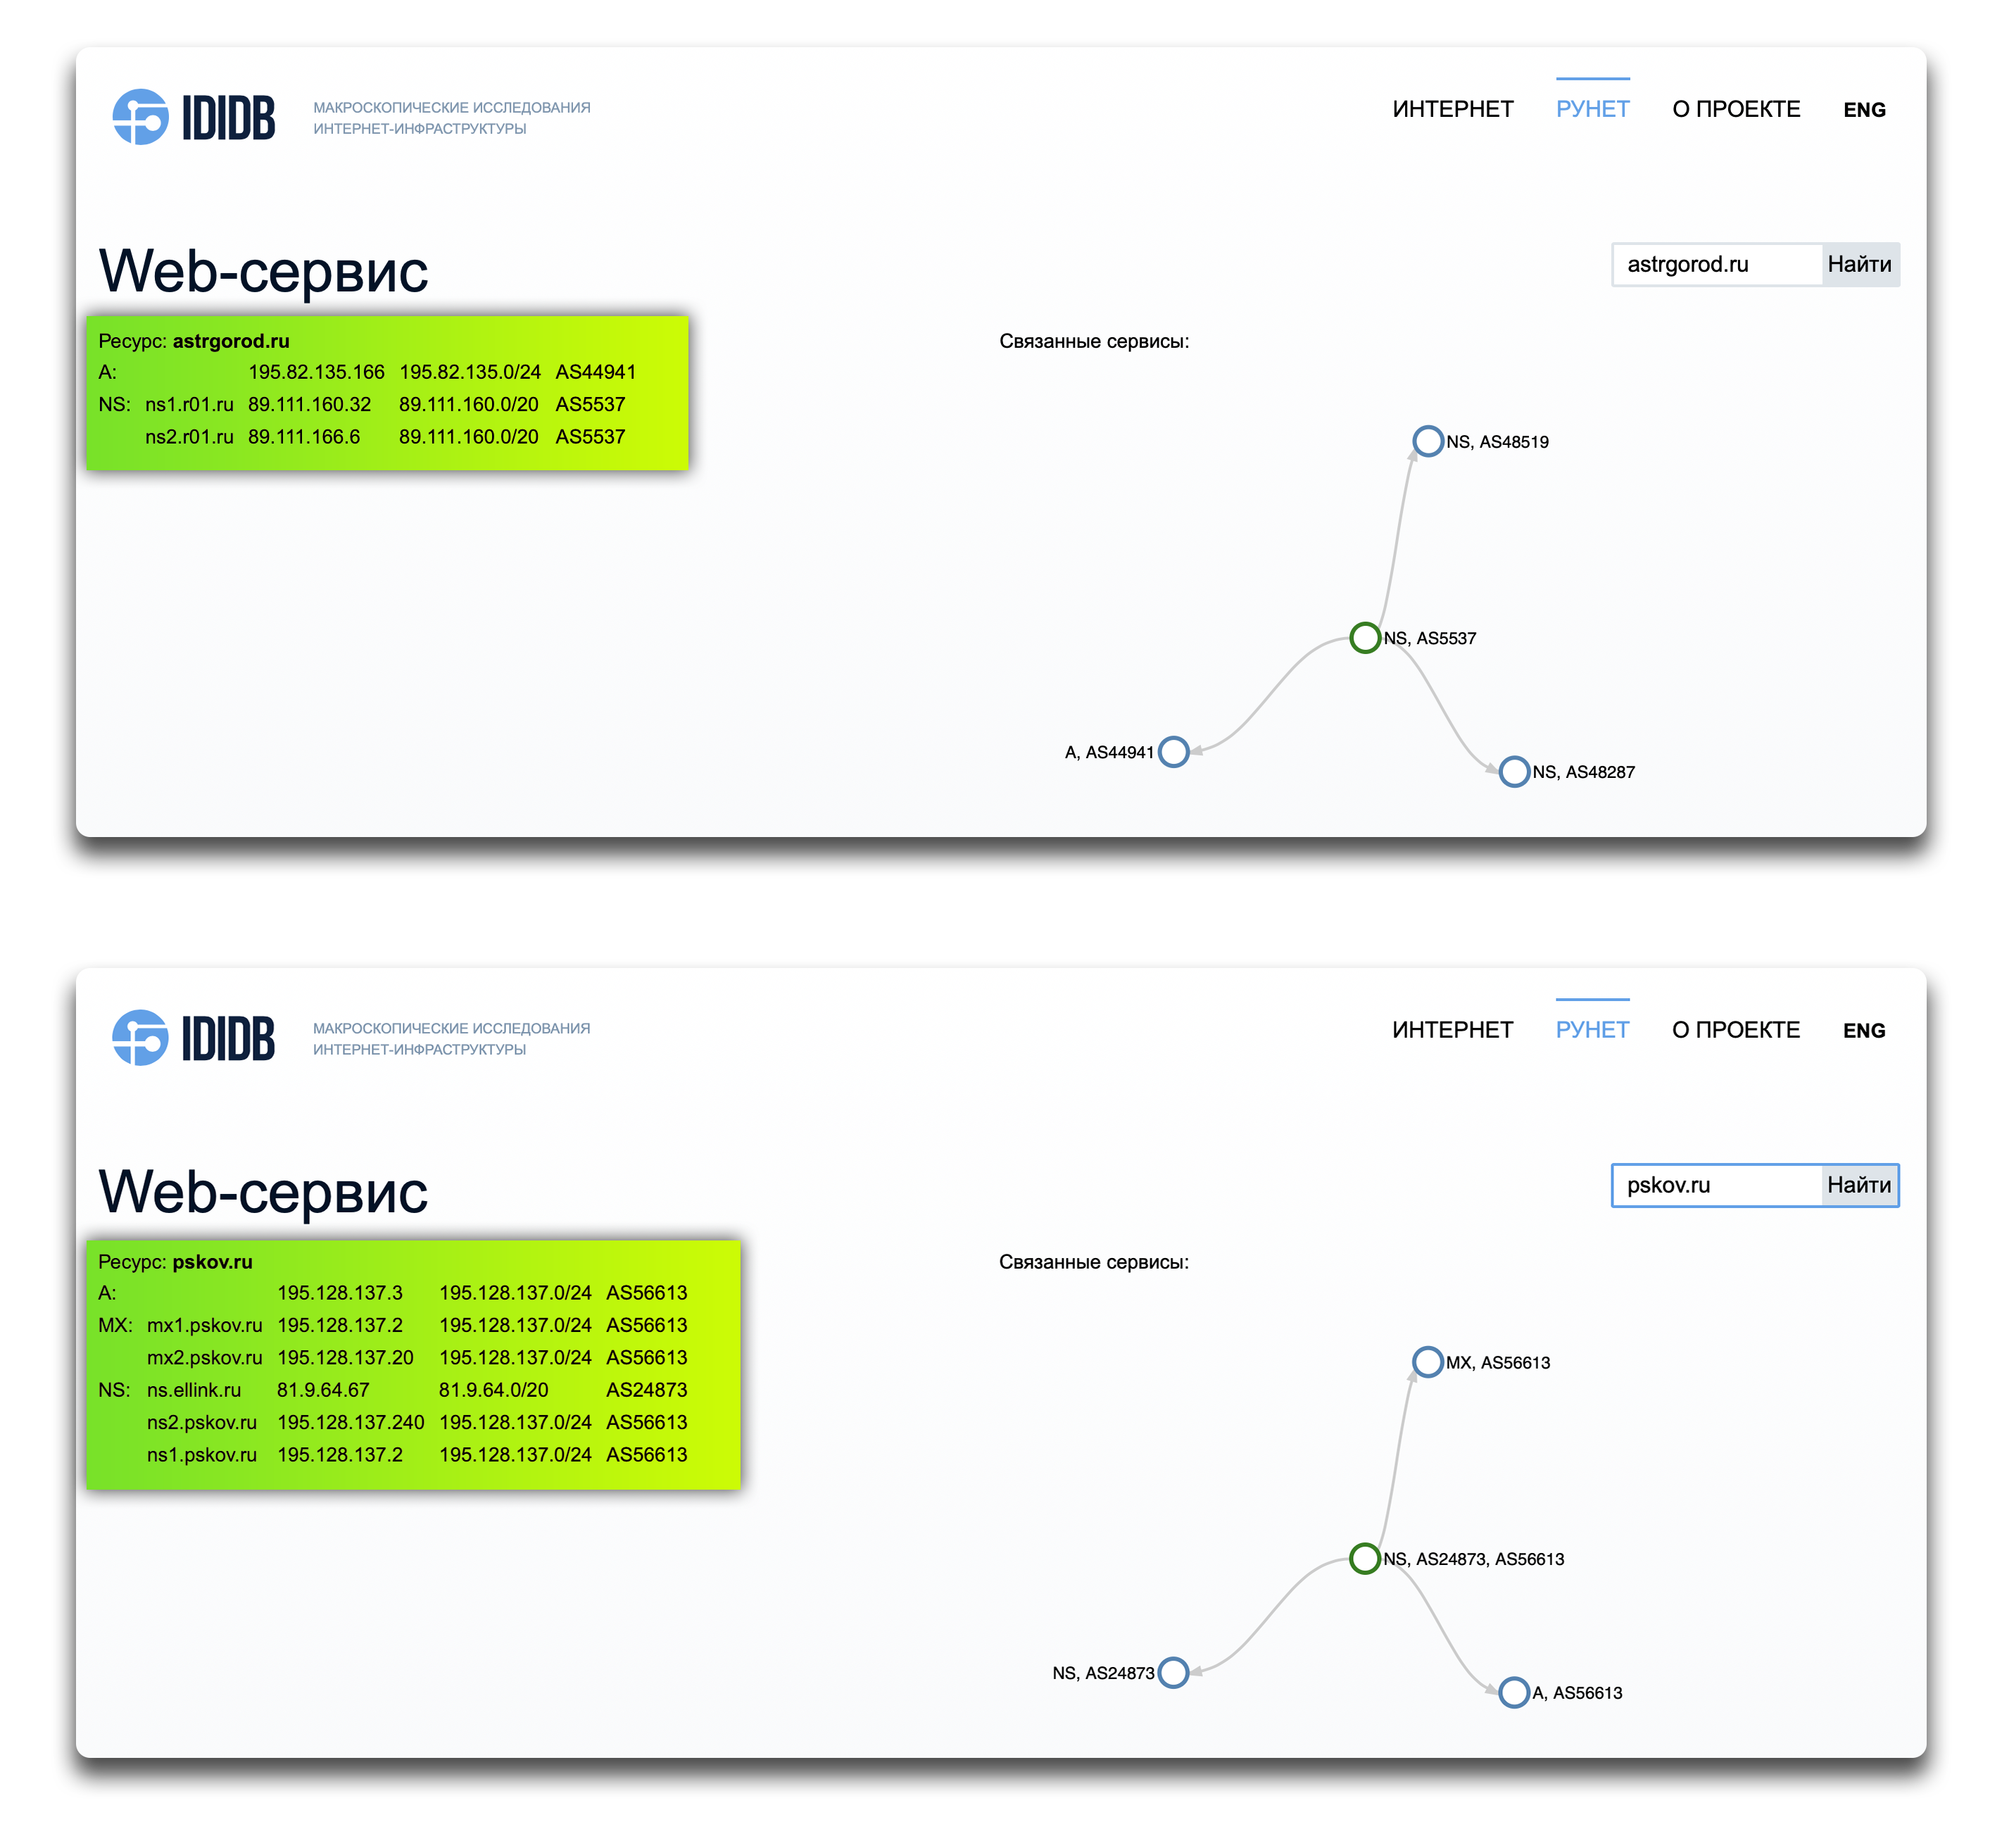 IDIDB
МАКРОСКОПИЧЕСКИЕ ИССЛЕДОВАНИЯ
ИНТЕРНЕТ-ИНФРАСТРУКТУРЫ
ИНТЕРНЕТ РУНЕТ О ПРОЕКТЕ ENG
Web-сервис
astrgorod.ru Найти
Ресурс: astrgorod.ru
A: 195.82.135.166 195.82.135.0/24 AS44941
NS: ns1.r01.ru 89.111.160.32 89.111.160.0/20 AS5537
ns2.r01.ru 89.111.166.6 89.111.160.0/20 AS5537
Связанные сервисы:
NS, AS48519
NS, AS5537
A, AS44941
NS, AS48287
IDIDB
МАКРОСКОПИЧЕСКИЕ ИССЛЕДОВАНИЯ
ИНТЕРНЕТ-ИНФРАСТРУКТУРЫ
ИНТЕРНЕТ РУНЕТ О ПРОЕКТЕ ENG
Web-сервис
pskov.ru Найти
Ресурс: pskov.ru
A: 195.128.137.3 195.128.137.0/24 AS56613
MX: mx1.pskov.ru 195.128.137.2 195.128.137.0/24 AS56613
mx2.pskov.ru 195.128.137.20 195.128.137.0/24 AS56613
NS: ns.ellink.ru 81.9.64.67 81.9.64.0/20 AS24873
ns2.pskov.ru 195.128.137.240 195.128.137.0/24 AS56613
ns1.pskov.ru 195.128.137.2 195.128.137.0/24 AS56613
Связанные сервисы:
MX, AS56613
NS, AS24873, AS56613
NS, AS24873
A, AS56613